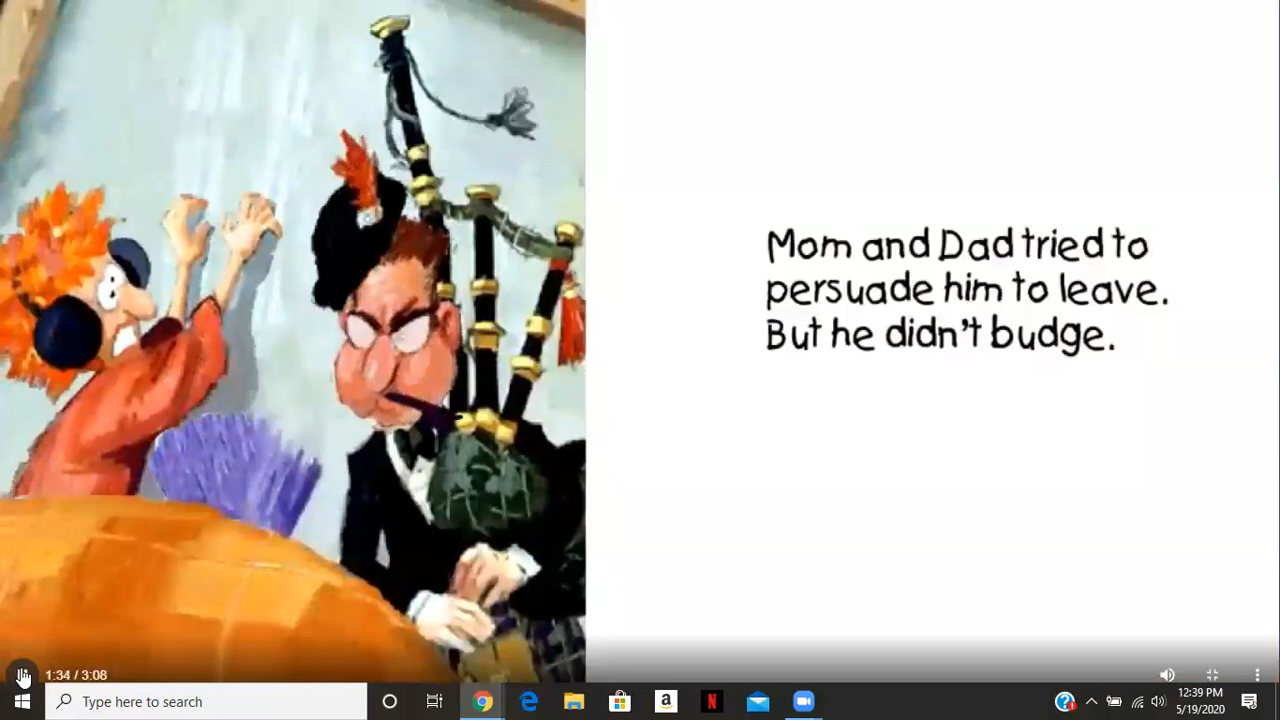 Mom and Dad tried to
persuade him to leave.
But he didn't budge.
1:34 / 3:08
Type here to search
a
N
12:39 PM
5/19/2020